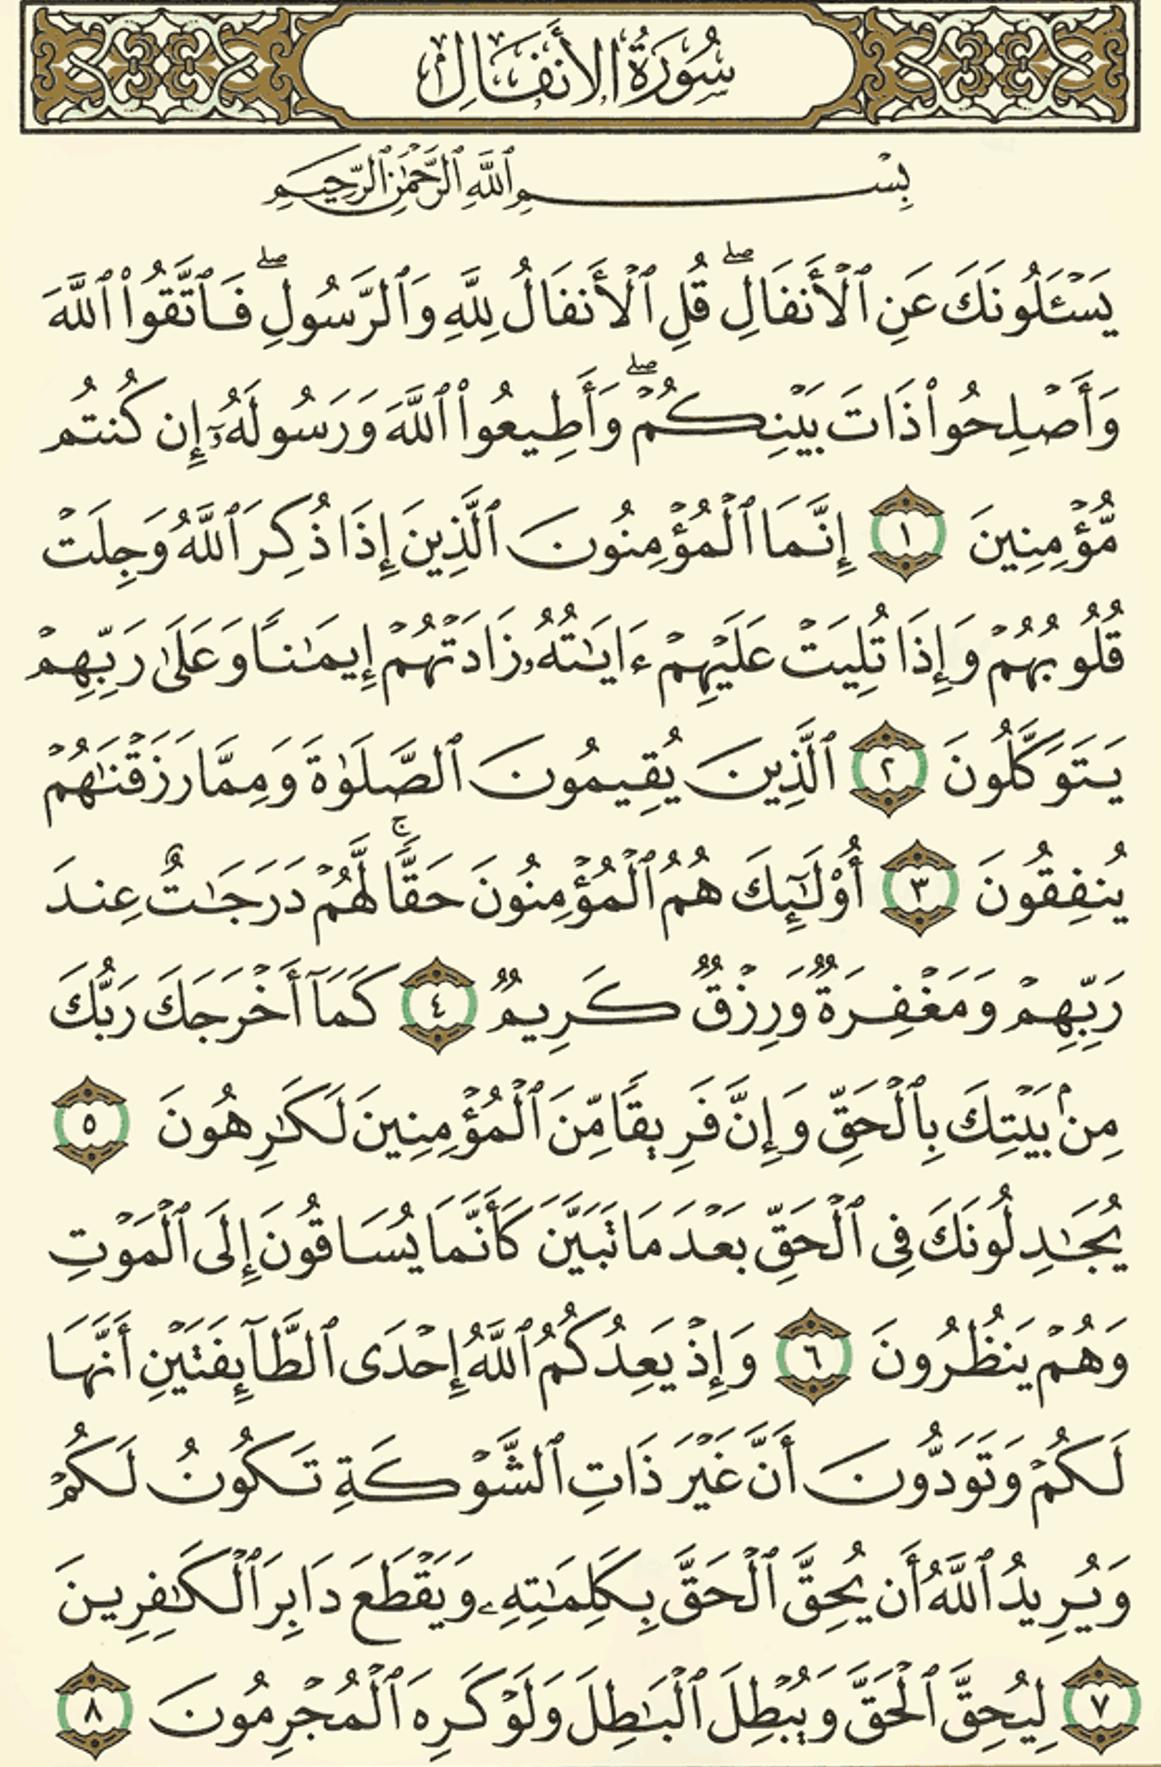 سُورَةُ الأَنفَالِ
بِسْمِ ٱللَّهِ ٱلرَّحْمَٰنِ ٱلرَّحِيمِ
يَسْـَٔلُونَكَ عَنِ ٱلْأَنفَالِ ۖ قُلِ ٱلْأَنفَالُ لِلَّهِ وَٱلرَّسُولِ ۖ فَٱتَّقُوا۟ ٱللَّهَ
وَأَصْلِحُوا۟ ذَاتَ بَيْنِكُمْ ۖ وَأَطِيعُوا۟ ٱللَّهَ وَرَسُولَهُۥٓ إِن كُنتُم
مُّؤْمِنِينَ ١ إِنَّمَا ٱلْمُؤْمِنُونَ ٱلَّذِينَ إِذَا ذُكِرَ ٱللَّهُ وَجِلَتْ
قُلُوبُهُمْ وَإِذَا تُلِيَتْ عَلَيْهِمْ ءَايَٰتُهُۥ زَادَتْهُمْ إِيمَٰنًا وَعَلَىٰ رَبِّهِمْ
يَتَوَكَّلُونَ ٢ ٱلَّذِينَ يُقِيمُونَ ٱلصَّلَوٰةَ وَمِمَّا رَزَقْنَٰهُمْ
يُنفِقُونَ ٣ أُو۟لَٰٓئِكَ هُمُ ٱلْمُؤْمِنُونَ حَقًّا ۚ لَّهُمْ دَرَجَٰتٌ عِندَ
رَبِّهِمْ وَمَغْفِرَةٌ وَرِزْقٌ كَرِيمٌ ٤ كَمَآ أَخْرَجَكَ رَبُّكَ
مِنۢ بَيْتِكَ بِٱلْحَقِّ وَإِنَّ فَرِيقًا مِّنَ ٱلْمُؤْمِنِينَ لَكَٰرِهُونَ ٥
يُجَٰدِلُونَكَ فِى ٱلْحَقِّ بَعْدَ مَا تَبَيَّنَ كَأَنَّمَا يُسَاقُونَ إِلَى ٱلْمَوْتِ
وَهُمْ يَنظُرُونَ ٦ وَإِذْ يَعِدُكُمُ ٱللَّهُ إِحْدَى ٱلطَّآئِفَتَيْنِ أَنَّهَا
لَكُمْ وَتَوَدُّونَ أَنَّ غَيْرَ ذَاتِ ٱلشَّوْكَةِ تَكُونُ لَكُمْ
وَيُرِيدُ ٱللَّهُ أَن يُحِقَّ ٱلْحَقَّ بِكَلِمَٰتِهِۦ وَيَقْطَعَ دَابِرَ ٱلْكَٰفِرِينَ
٧ لِيُحِقَّ ٱلْحَقَّ وَيُبْطِلَ ٱلْبَٰطِلَ وَلَوْ كَرِهَ ٱلْمُجْرِمُونَ ٨